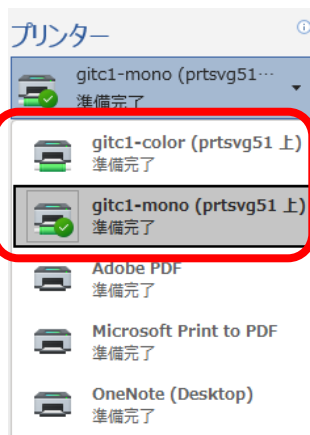 プリンター
gitc1-mono (prtsvg51…
準備完了
gitc1-color (prtsvg51 上)
準備完了
gitc1-mono (prtsvg51 上)
準備完了
Adobe PDF
準備完了
Microsoft Print to PDF
準備完了
OneNote (Desktop)
準備完了